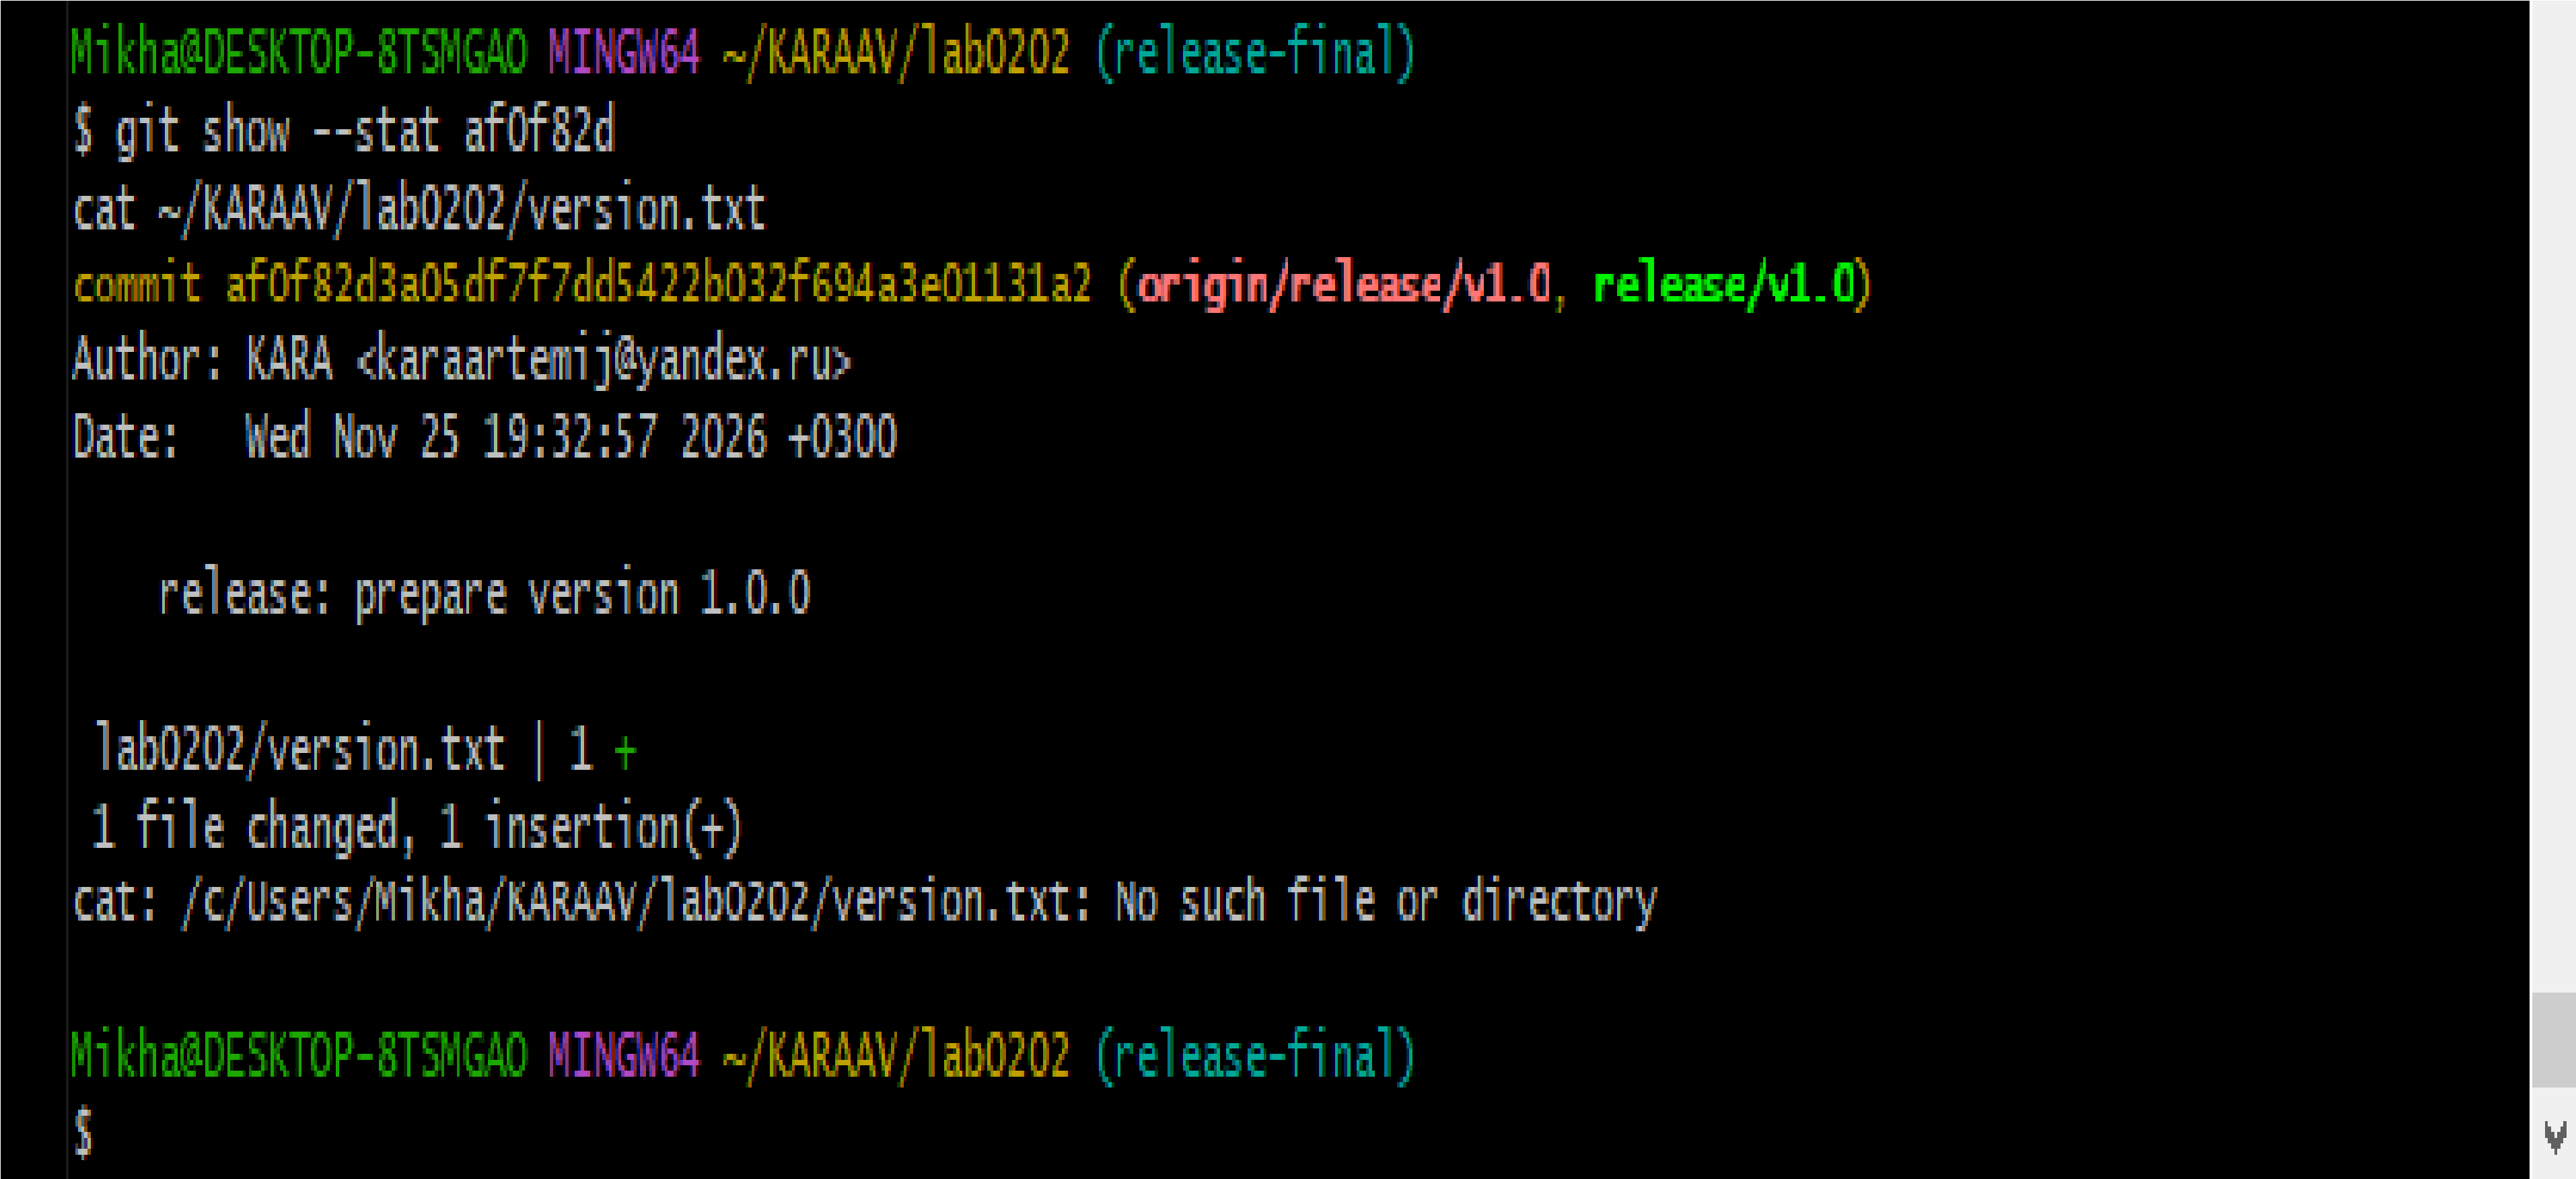 Mikha@DESKTOP-8TSMGAO MINGW64 ~/KARAAV/lab0202 (release-final)
$ git show --stat af0f82d
cat ~/KARAAV/lab0202/version.txt
commit af0f82d3a05df7f7dd5422b032f694a3e01131a2 (origin/release/v1.0, release/v1.0)
Author: KARA <karaartemij@yandex.ru>
Date:   Wed Nov 25 19:32:57 2026 +0300
    release: prepare version 1.0.0
 lab0202/version.txt | 1 +
 1 file changed, 1 insertion(+)
cat: /c/Users/Mikha/KARAAV/lab0202/version.txt: No such file or directory
Mikha@DESKTOP-8TSMGAO MINGW64 ~/KARAAV/lab0202 (release-final)
$